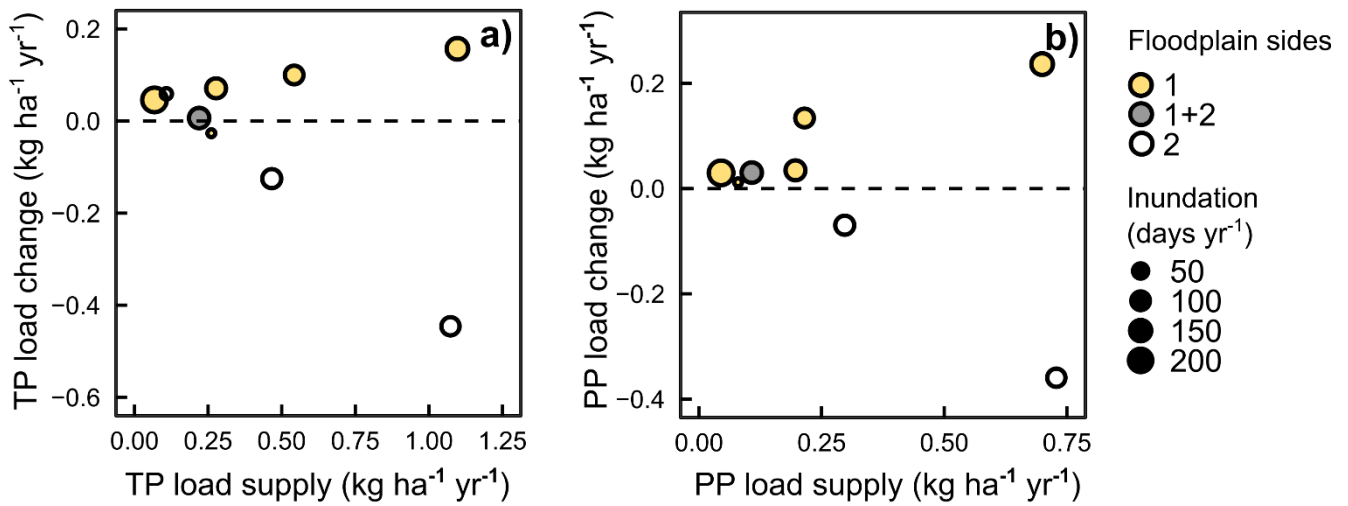 a)
TP load change (kg ha⁻¹ yr⁻¹)
0.2
0.0
−0.2
−0.4
−0.6
0.00 0.25 0.50 0.75 1.00 1.25
TP load supply (kg ha⁻¹ yr⁻¹)
b)
PP load change (kg ha⁻¹ yr⁻¹)
0.2
0.0
−0.2
−0.4
0.00 0.25 0.50 0.75
PP load supply (kg ha⁻¹ yr⁻¹)
Floodplain sides
1
1+2
2
Inundation
(days yr⁻¹)
50
100
150
200